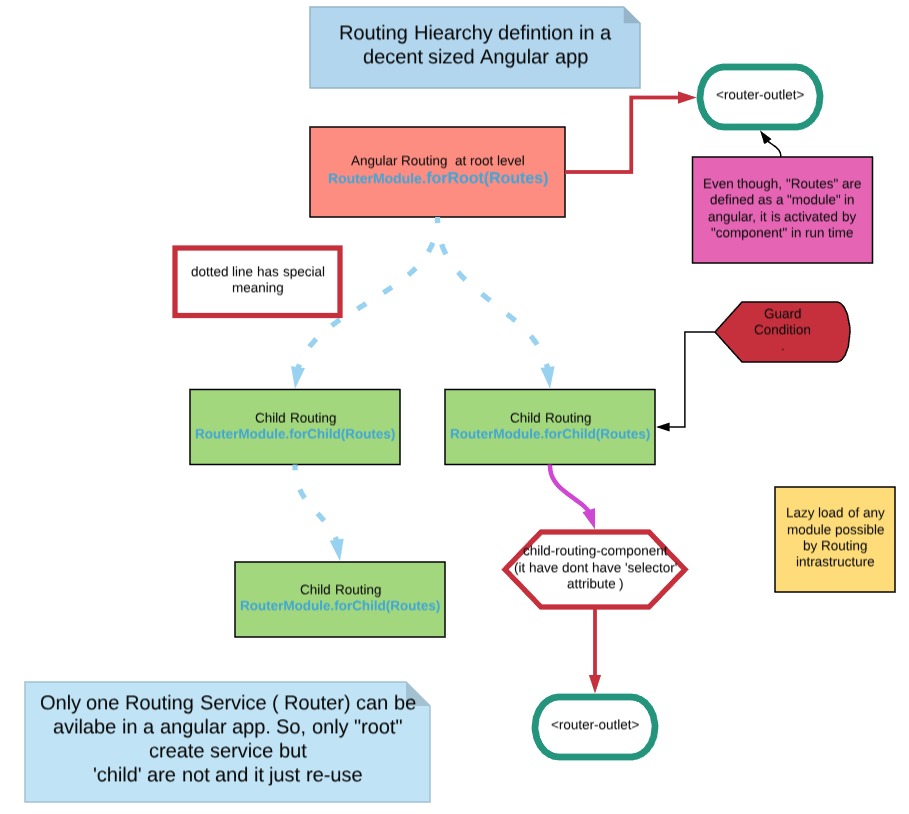 Routing Hiearchy defintion in a
decent sized Angular app
<router-outlet>
Angular Routing at root level
RouterModule.forRoot(Routes)
Even though, "Routes" are
defined as a "module" in
angular, it is activated by
"component" in run time
dotted line has special
meaning
Guard
Condition
.
Child Routing
RouterModule.forChild(Routes)
Child Routing
RouterModule.forChild(Routes)
Lazy load of any
module possible
by Routing
intrastructure
child-routing-component
(it have dont have 'selector'
attribute )
Child Routing
RouterModule.forChild(Routes)
Only one Routing Service ( Router) can be
avilabe in a angular app. So, only "root"
create service but
'child' are not and it just re-use
<router-outlet>